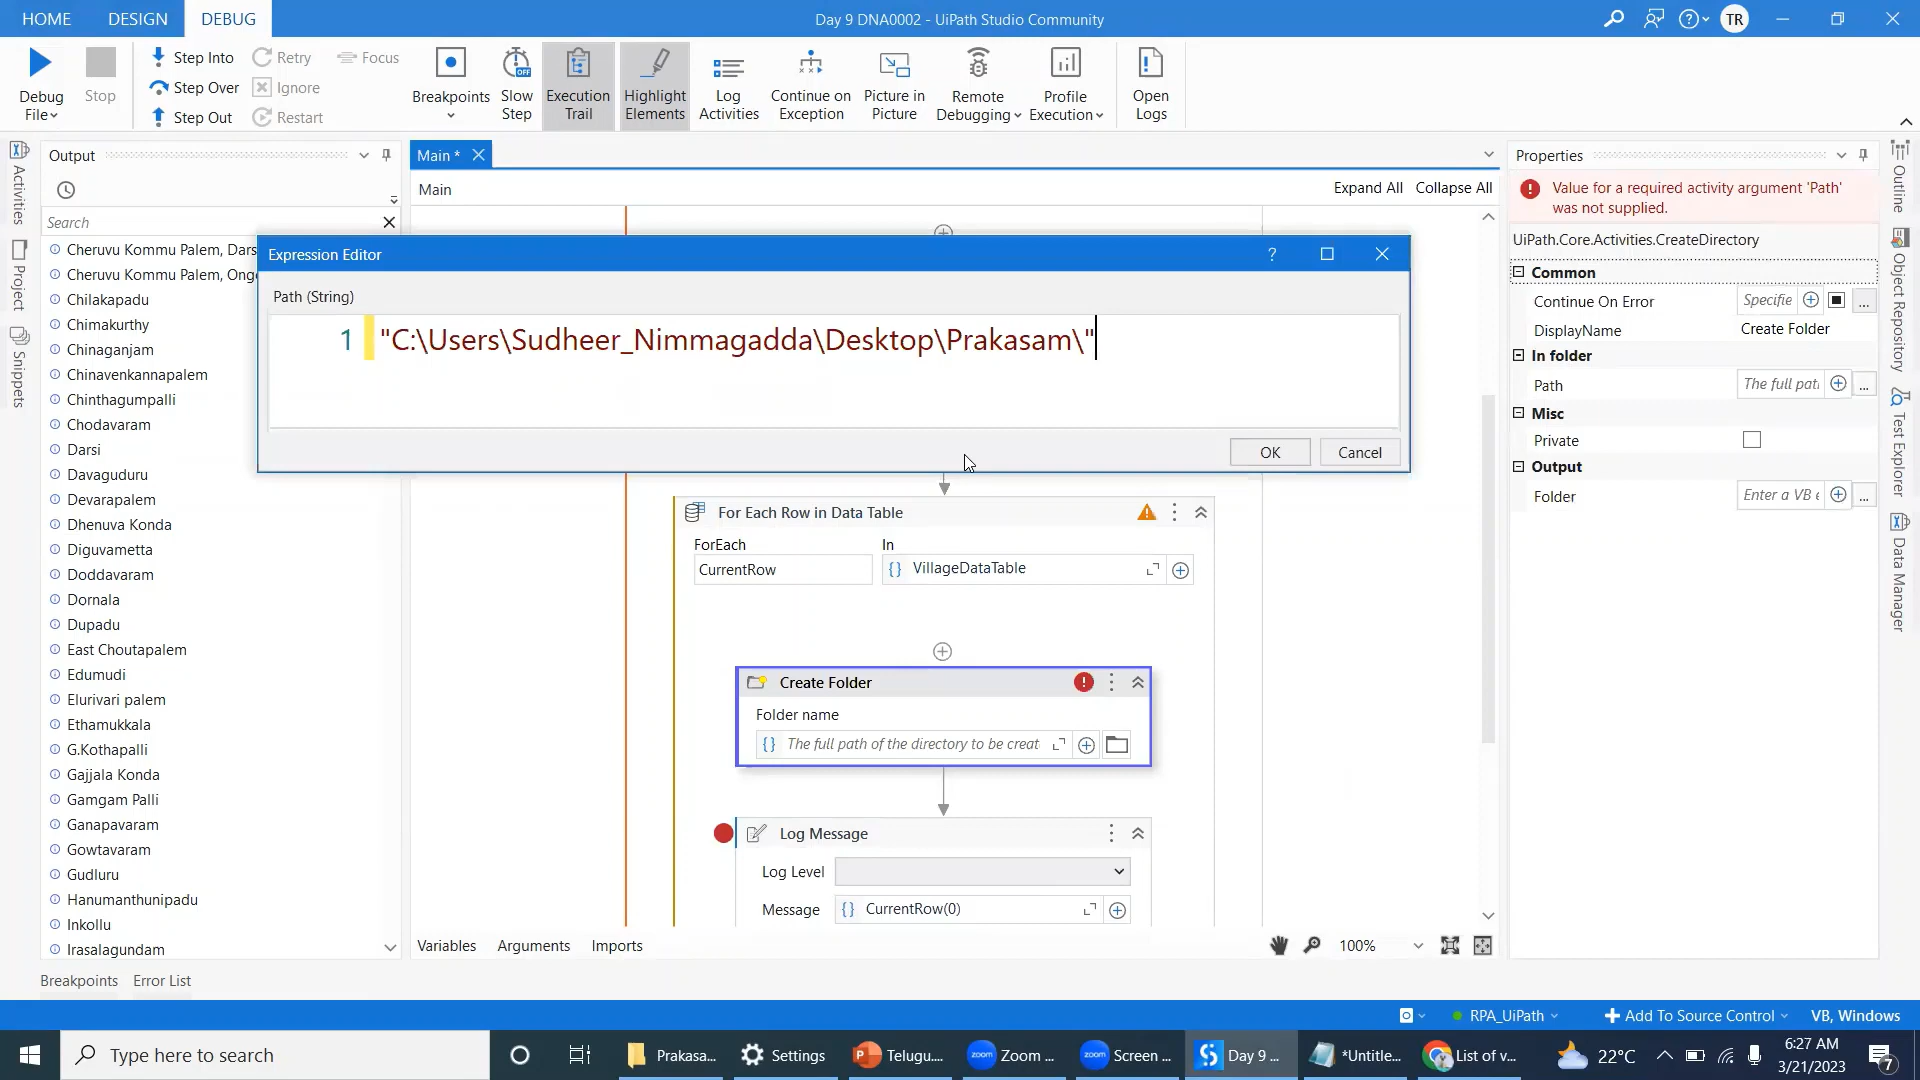 HOME DESIGN DEBUG
Day 9 DNA0002 - UiPath Studio Community
TR
Debug File
Stop
Step Into
Step Over
Step Out
Retry
Ignore
Restart
Focus
Breakpoints
Slow Step
OFF
Execution Trail
Highlight Elements
Log Activities
Continue on Exception
Picture in Picture
Remote Debugging
Profile Execution
Open Logs
Activities
Project
Snippets
Output
Search
Cheruvu Kommu Palem, Dars
Cheruvu Kommu Palem, Ongo
Chilakapadu
Chimakurthy
Chinaganjam
Chinavenkannapalem
Chinthagumpalli
Chodavaram
Darsi
Davaguduru
Devarapalem
Dhenuva Konda
Diguvametta
Doddavaram
Dornala
Dupadu
East Choutapalem
Edumudi
Elurivari palem
Ethamukkala
G.Kothapalli
Gajjala Konda
Gamgam Palli
Ganapavaram
Gowtavaram
Gudluru
Hanumanthunipadu
Inkollu
Irasalagundam
Breakpoints Error List
Main *
Main
Expand All Collapse All
Expression Editor
?
Path (String)
1 "C:\Users\Sudheer_Nimmagadda\Desktop\Prakasam\"
OK Cancel
For Each Row in Data Table
ForEach In
CurrentRow
VillageDataTable
Create Folder
Folder name
The full path of the directory to be creat
Log Message
Log Level
Message CurrentRow(0)
Variables Arguments Imports
100%
Properties
Value for a required activity argument 'Path' was not supplied.
UiPath.Core.Activities.CreateDirectory
Common
Continue On Error Specifie ...
DisplayName Create Folder
In folder
Path The full patl ...
Misc
Private
Output
Folder Enter a VB e ...
Outline
Object Repository
Test Explorer
Data Manager
RPA_UiPath
Add To Source Control
VB, Windows
Type here to search
Prakasa...
Settings
Telugu....
zoom Zoom ...
zoom Screen ...
Day 9 ...
*Untitle...
List of v...
22°C
6:27 AM
3/21/2023
7